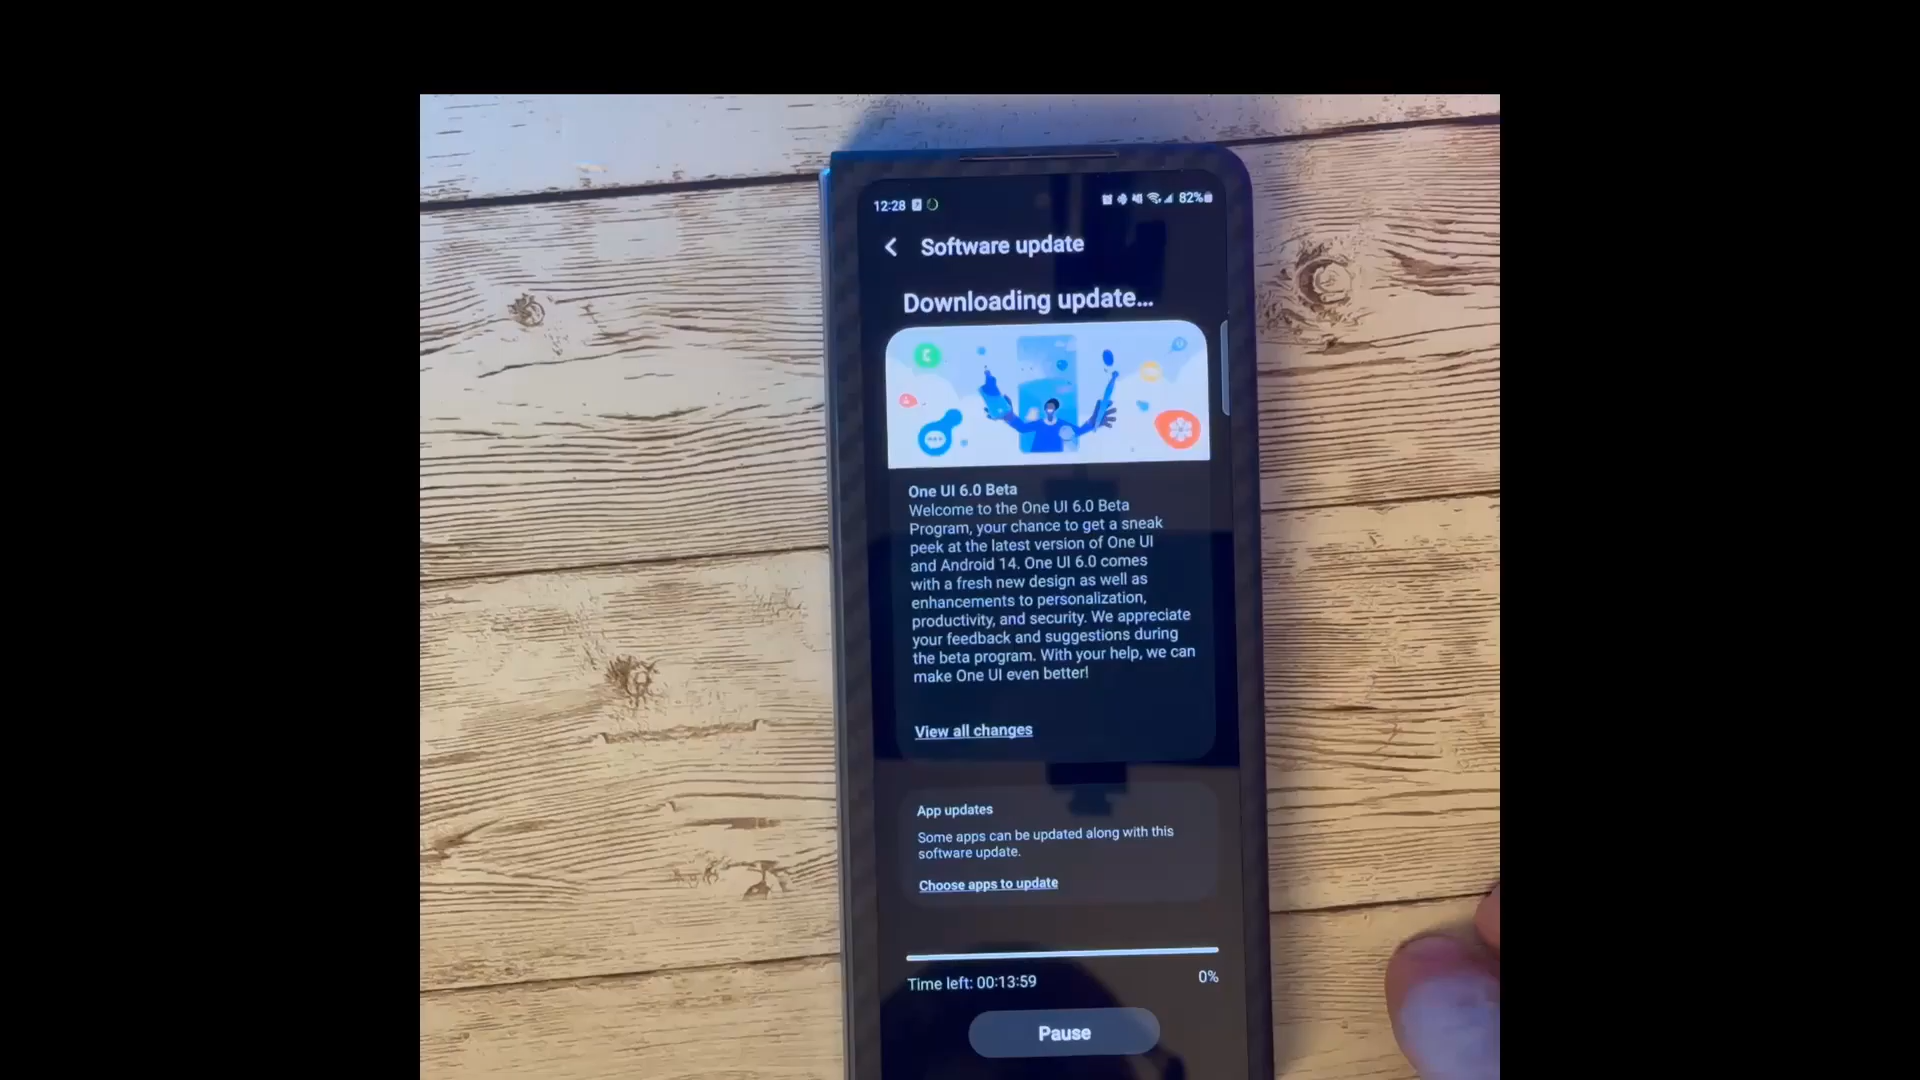 12:28
82%
Software update
Downloading update...
One UI 6.0 Beta
Welcome to the One UI 6.0 Beta
Program, your chance to get a sneak
peek at the latest version of One UI
and Android 14. One UI 6.0 comes
with a fresh new design as well as
enhancements to personalization,
productivity, and security. We appreciate
your feedback and suggestions during
the beta program. With your help, we can
make One UI even better!
View all changes
App updates
Some apps can be updated along with this
software update.
Choose apps to update
Time left: 00:13:59
0%
Pause